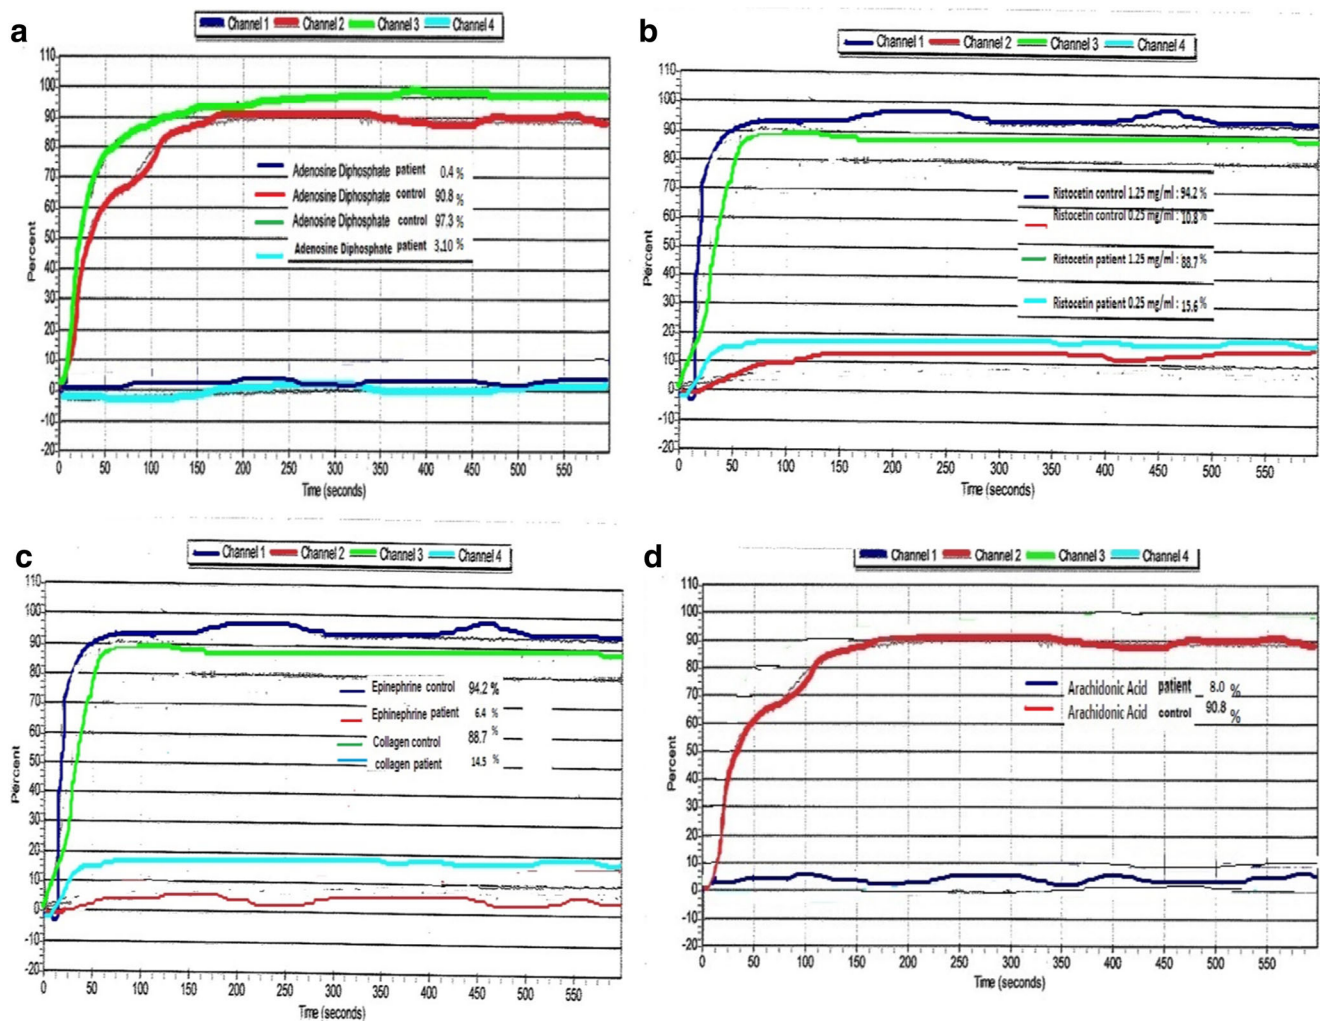 a
Channel 1 Channel 2 Channel 3 Channel 4
110
100
90
80
70
60
50
40
30
20
10
0
-10
-20
Percent
Adenosine Diphosphate patient 0.4 %
Adenosine Diphosphate control 90.8 %
Adenosine Diphosphate control 97.3 %
Adenosine Diphosphate patient 3.10 %
0 50 100 150 200 250 300 350 400 450 500 550
Time (seconds)
b
Channel 1 Channel 2 Channel 3 Channel 4
110
100
90
80
70
60
50
40
30
20
10
0
-10
-20
Percent
Ristocetin control 1.25 mg/ml : 94.2%
Ristocetin control 0.25 mg/ml : 10.8%
Ristocetin patient 1.25 mg/ml : 88.7%
Ristocetin patient 0.25 mg/ml : 15.6%
0 50 100 150 200 250 300 350 400 450 500 550
Time (seconds)
c
Channel 1 Channel 2 Channel 3 Channel 4
110
100
90
80
70
60
50
40
30
20
10
0
-10
-20
Percent
Epinephrine control 94.2 %
Ephinephrine patient 6.4 %
Collagen control 88.7 %
collagen patient 14.5 %
0 50 100 150 200 250 300 350 400 450 500 550
Time (seconds)
d
Channel 1 Channel 2 Channel 3 Channel 4
110
100
90
80
70
60
50
40
30
20
10
0
-10
-20
Percent
Arachidonic Acid patient 8.0 %
Arachidonic Acid control 90.8 %
0 50 100 150 200 250 300 350 400 450 500 550
Time (seconds)